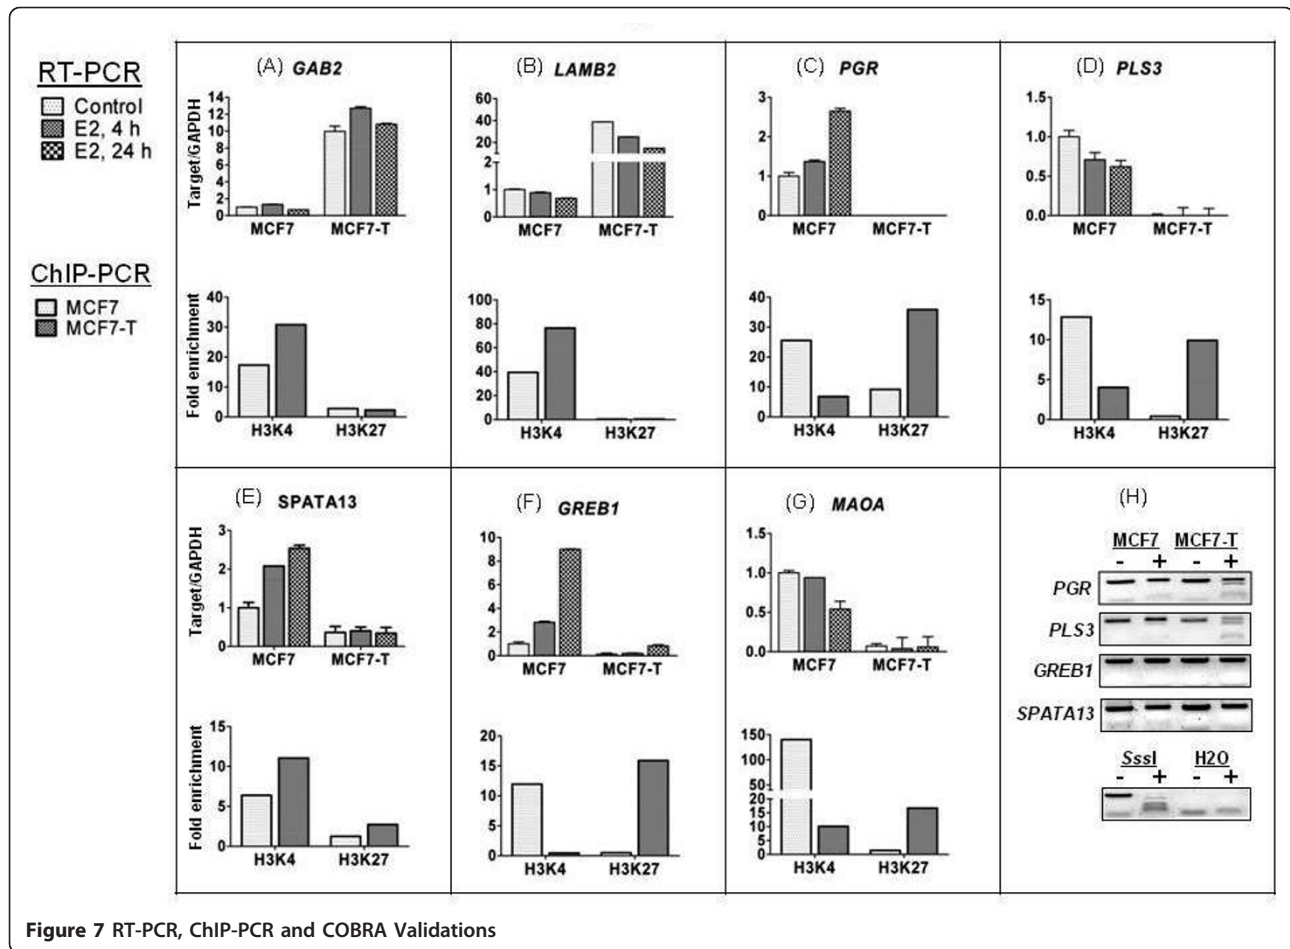 RT-PCR
Control
E2, 4 h
E2, 24 h
ChIP-PCR
MCF7
MCF7-T
(A) GAB2
Target/GAPDH
14
12
10
8
6
4
2
0
MCF7 MCF7-T
Fold enrichment
40
30
20
10
0
H3K4 H3K27
(B) LAMB2
60
40
20
2
1
0
MCF7 MCF7-T
100
80
60
40
20
0
H3K4 H3K27
(C) PGR
3
2
1
0
MCF7 MCF7-T
40
30
20
10
0
H3K4 H3K27
(D) PLS3
1.5
1.0
0.5
0.0
MCF7 MCF7-T
15
10
5
0
H3K4 H3K27
(E) SPATA13
Target/GAPDH
3
2
1
0
MCF7 MCF7-T
Fold enrichment
15
10
5
0
H3K4 H3K27
(F) GREB1
10
8
6
4
2
0
MCF7 MCF7-T
20
15
10
5
0
H3K4 H3K27
(G) MAOA
1.5
1.0
0.5
0.0
MCF7 MCF7-T
150
100
50
20
15
10
5
0
H3K4 H3K27
(H)
MCF7 MCF7-T
- + - +
PGR
PLS3
GREB1
SPATA13
SssI H2O
- + - +
Figure 7 RT-PCR, ChIP-PCR and COBRA Validations